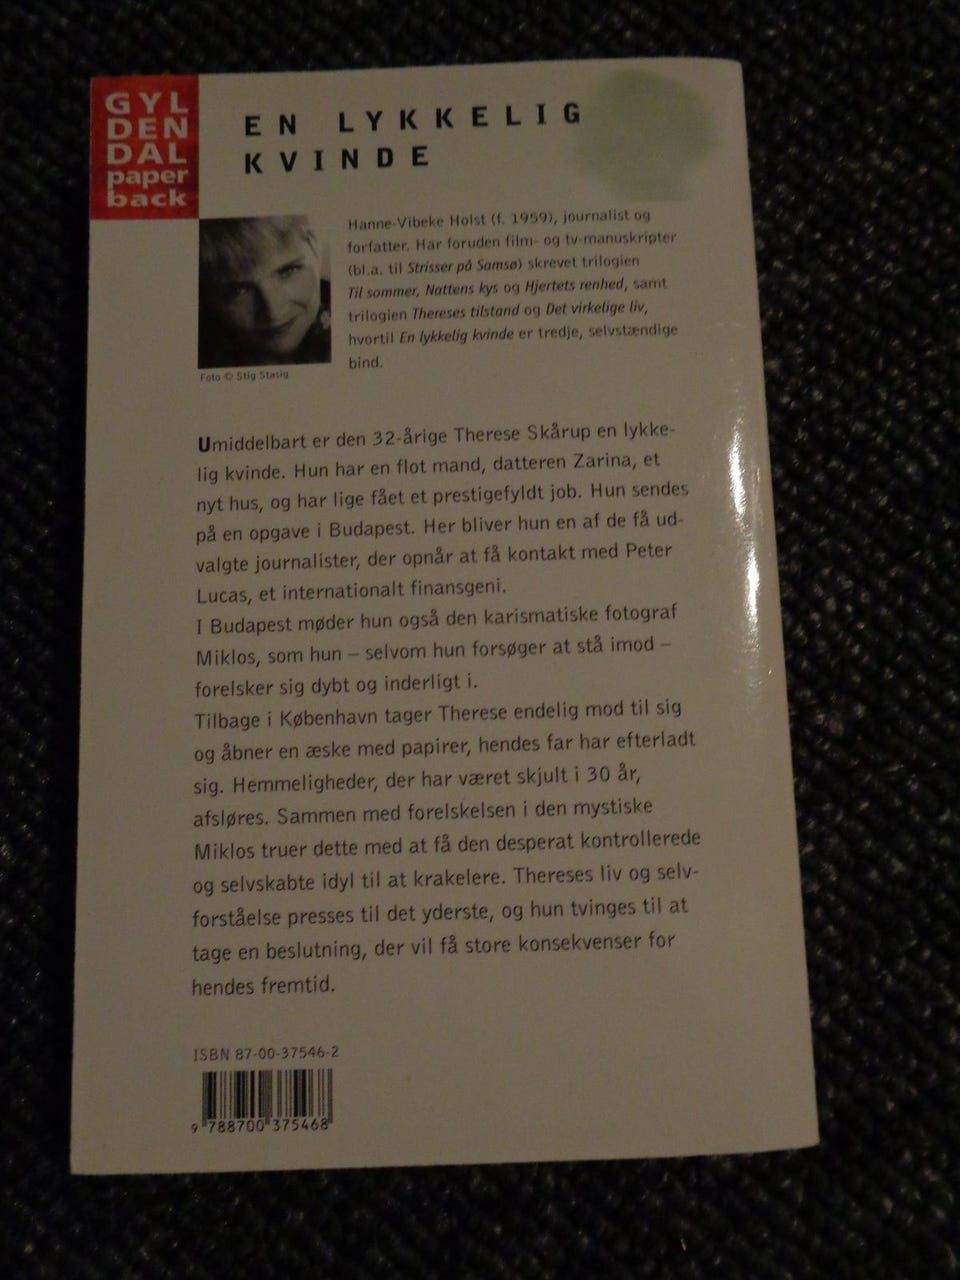 GYL
DEN
DAL
paper
back
EN LYKKELIG
KVINDE
Hanne-Vibeke Holst (f. 1959), journalist og
forfatter. Har foruden film- og tv-manuskripter
(bl.a. til Strisser på Samsø) skrevet trilogien
Til sommer, Nattens kys og Hjertets renhed, samt
trilogien Thereses tilstand og Det virkelige liv,
hvortil En lykkelig kvinde er tredje, selvstændige
bind.
Foto © Stig Stasig
Umiddelbart er den 32-årige Therese Skårup en lykke-
lig kvinde. Hun har en flot mand, datteren Zarina, et
nyt hus, og har lige fået et prestigefyldt job. Hun sendes
på en opgave i Budapest. Her bliver hun en af de få ud-
valgte journalister, der opnår at få kontakt med Peter
Lucas, et internationalt finansgeni.
I Budapest møder hun også den karismatiske fotograf
Miklos, som hun – selvom hun forsøger at stå imod –
forelsker sig dybt og inderligt i.
Tilbage i København tager Therese endelig mod til sig
og åbner en æske med papirer, hendes far har efterladt
sig. Hemmeligheder, der har været skjult i 30 år,
afsløres. Sammen med forelskelsen i den mystiske
Miklos truer dette med at få den desperat kontrollerede
og selvskabte idyl til at krakelere. Thereses liv og selv-
forståelse presses til det yderste, og hun tvinges til at
tage en beslutning, der vil få store konsekvenser for
hendes fremtid.
ISBN 87-00-37546-2
9 788700 375468